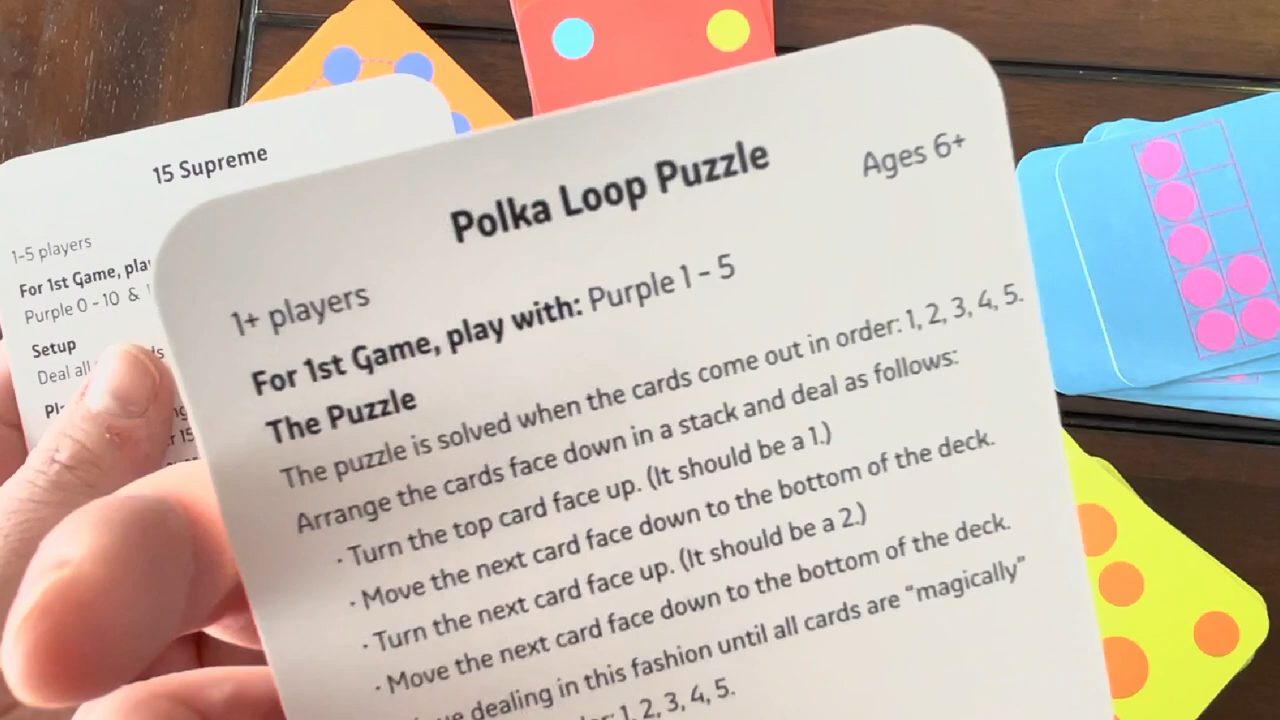 15 Supreme
1-5 players
For 1st Game,
Purple 0 - 10 &
Setup
Deal all
Polka Loop Puzzle
Ages 6+
1+ players
For 1st Game, play with: Purple 1 - 5
The Puzzle
The puzzle is solved when the cards come out in order: 1, 2, 3, 4, 5.
Arrange the cards face down in a stack and deal as follows:
· Turn the top card face up. (It should be a 1.)
· Move the next card face down to the bottom of the deck.
· Turn the next card face up. (It should be a 2.)
· Move the next card face down to the bottom of the deck.
dealing in this fashion until all cards are "magically"
1, 2, 3, 4, 5.